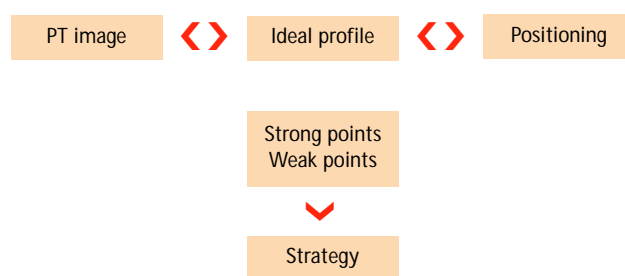 PT image
Ideal profile
Positioning
Strong points
Weak points
Strategy